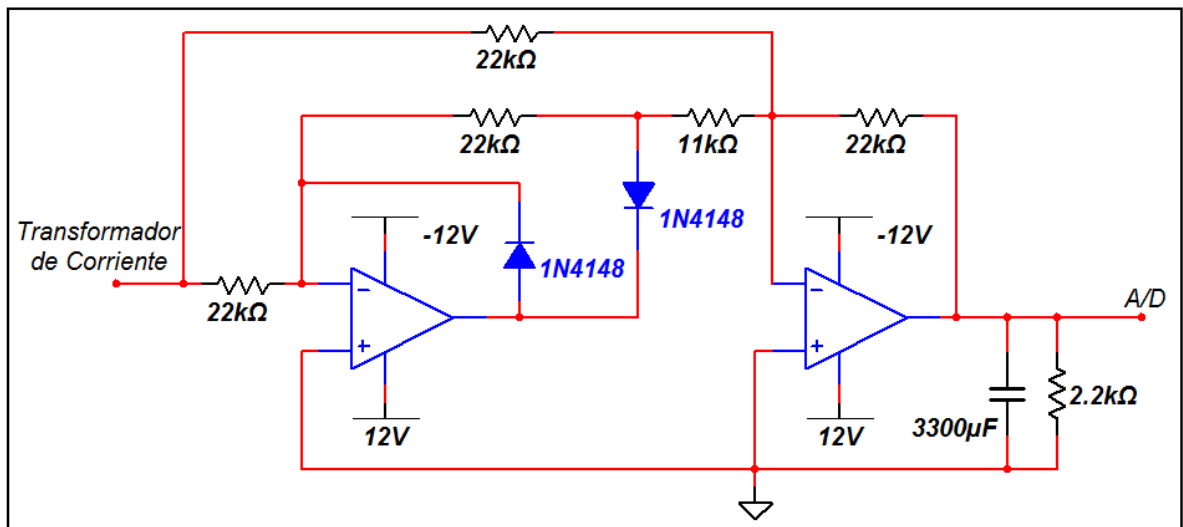 22kΩ
22kΩ
11kΩ
22kΩ
1N4148
Transformador
de Corriente
-12V
1N4148
-12V
22kΩ
A/D
2.2kΩ
3300µF
12V
12V